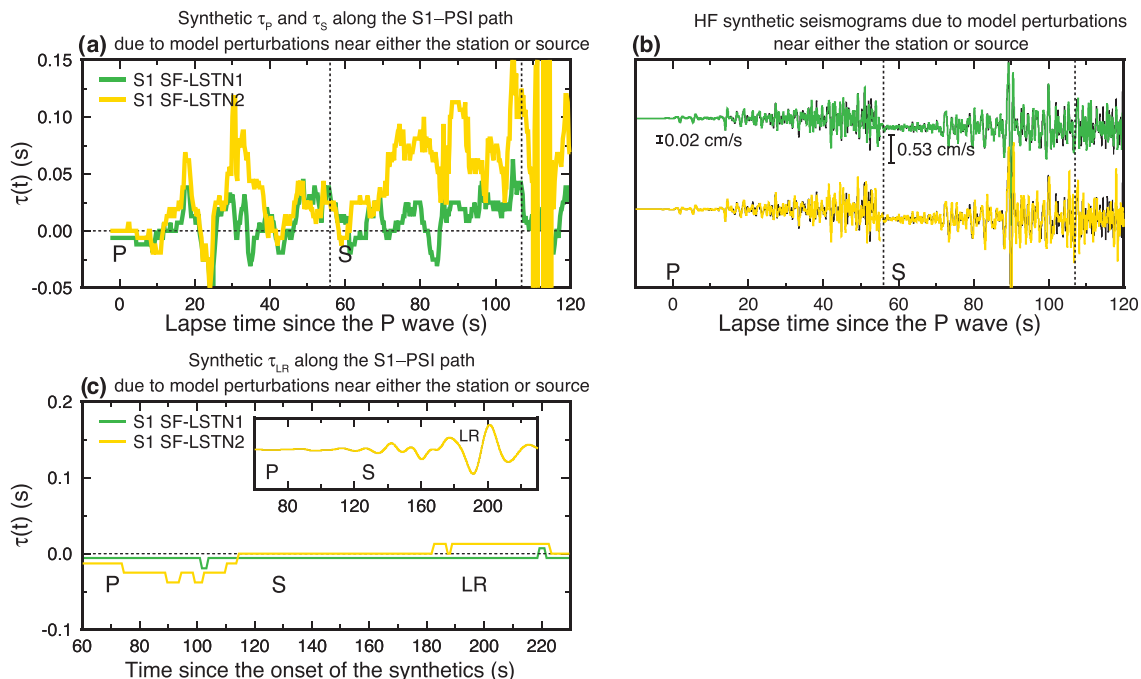 Synthetic τP and τS along the S1–PSI path
(a) due to model perturbations near either the station or source
0.15
0.10
0.05
0.00
-0.05
τ(t) (s)
S1 SF-LSTN1
S1 SF-LSTN2
P
S
0 20 40 60 80 100 120
Lapse time since the P wave (s)
HF synthetic seismograms due to model perturbations
(b) near either the station or source
0.02 cm/s
0.53 cm/s
P
S
0 20 40 60 80 100 120
Lapse time since the P wave (s)
Synthetic τLR along the S1–PSI path
(c) due to model perturbations near either the station or source
0.2
0.1
0.0
-0.1
τ(t) (s)
S1 SF-LSTN1
S1 SF-LSTN2
LR
P
S
80 120 160 200
P
S
LR
60 80 100 120 140 160 180 200 220
Time since the onset of the synthetics (s)